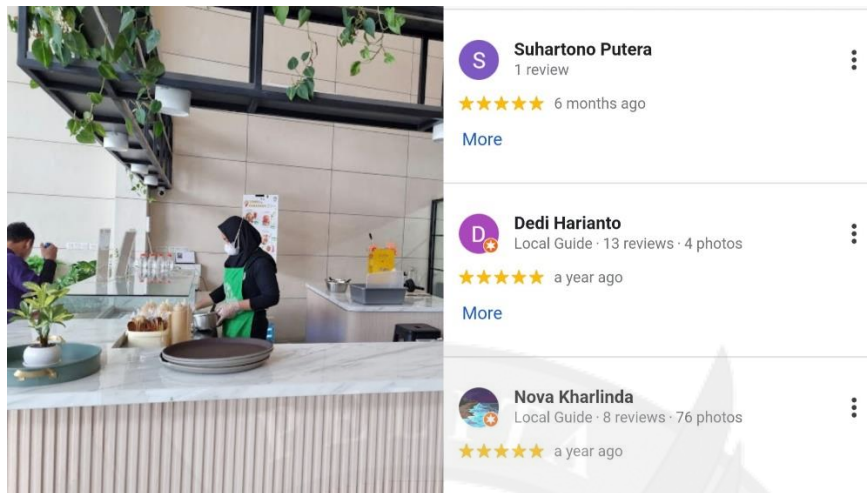 S
Suhartono Putera
1 review
6 months ago
More
D
Dedi Harianto
Local Guide · 13 reviews · 4 photos
a year ago
More
Nova Kharlinda
Local Guide · 8 reviews · 76 photos
a year ago